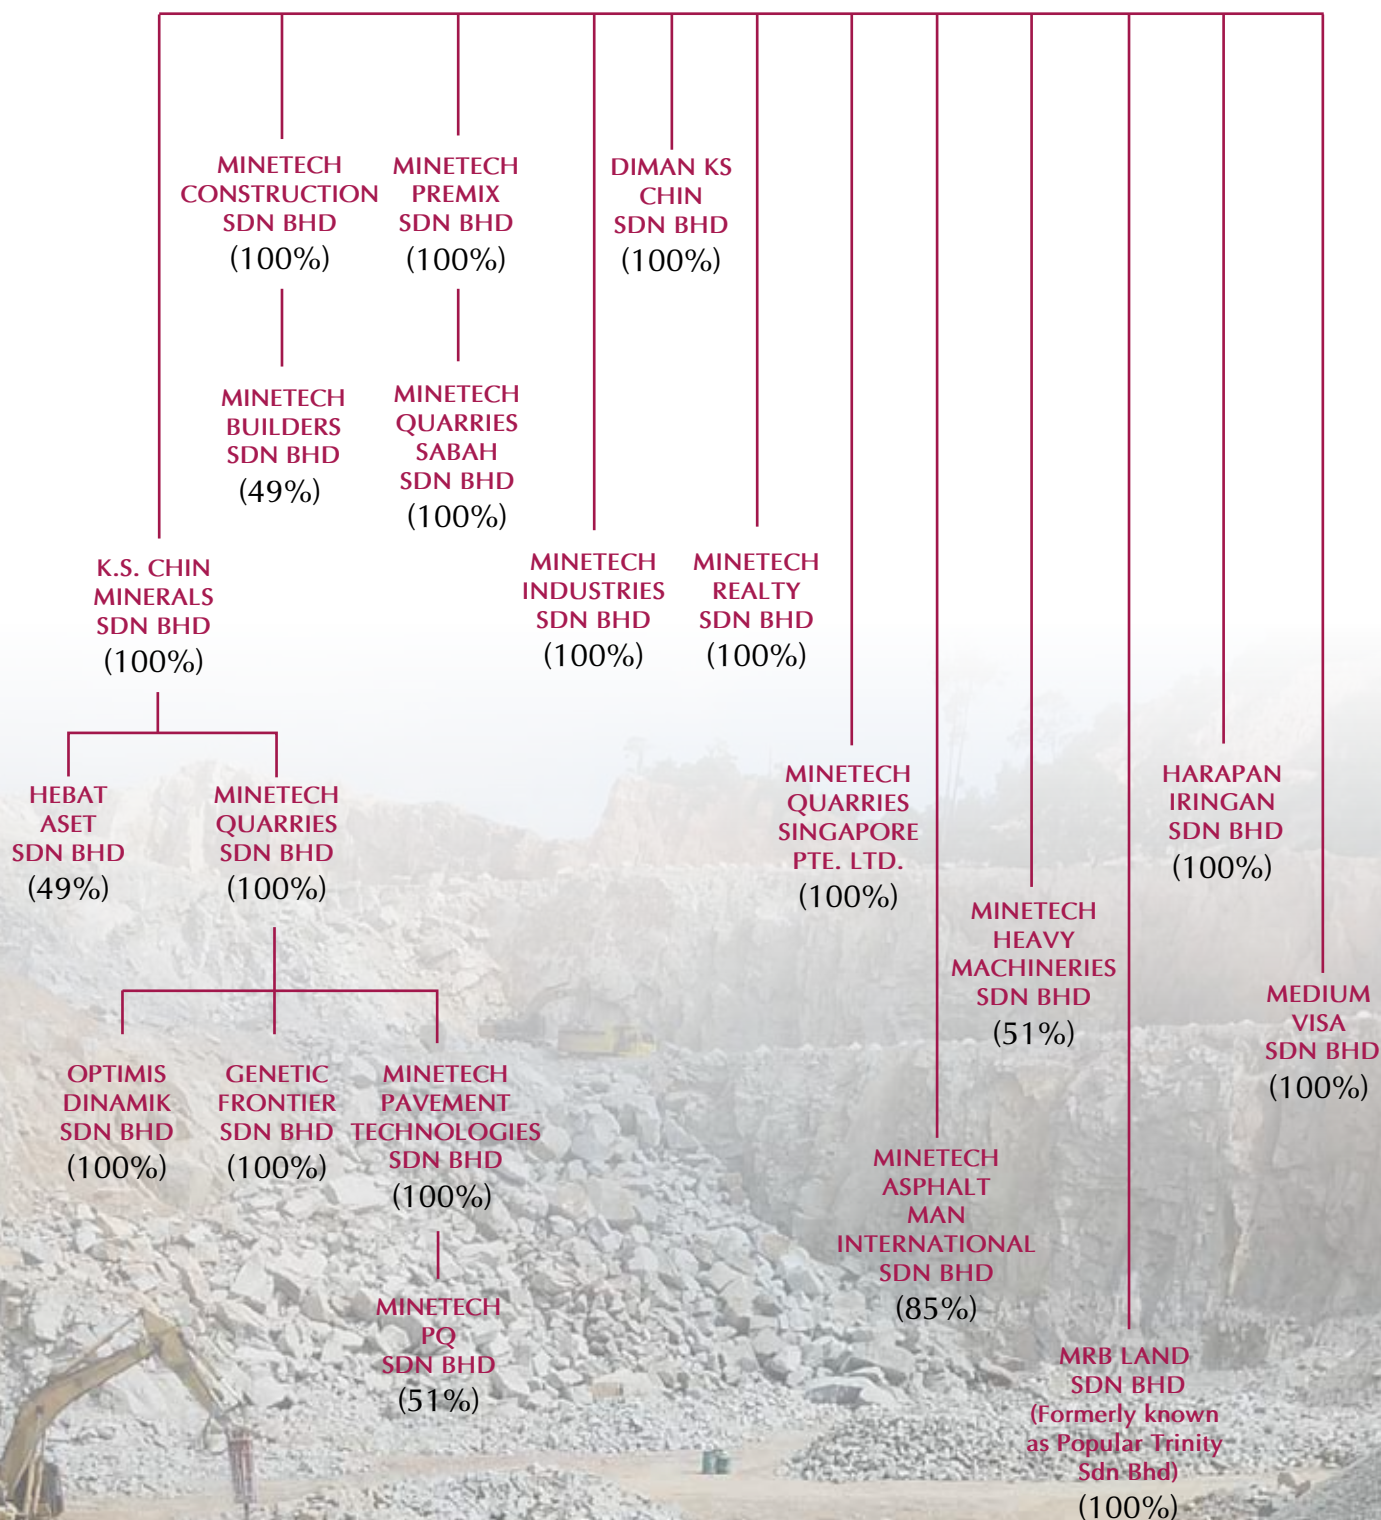 MINETECH
CONSTRUCTION
SDN BHD
(100%)
MINETECH
PREMIX
SDN BHD
(100%)
DIMAN KS
CHIN
SDN BHD
(100%)
MINETECH
BUILDERS
SDN BHD
(49%)
MINETECH
QUARRIES
SABAH
SDN BHD
(100%)
K.S. CHIN
MINERALS
SDN BHD
(100%)
MINETECH
INDUSTRIES
SDN BHD
(100%)
MINETECH
REALTY
SDN BHD
(100%)
HEBAT
ASET
SDN BHD
(49%)
MINETECH
QUARRIES
SDN BHD
(100%)
MINETECH
QUARRIES
SINGAPORE
PTE. LTD.
(100%)
HARAPAN
IRINGAN
SDN BHD
(100%)
MINETECH
HEAVY
MACHINERIES
SDN BHD
(51%)
MEDIUM
VISA
SDN BHD
(100%)
OPTIMIS
DINAMIK
SDN BHD
(100%)
GENETIC
FRONTIER
SDN BHD
(100%)
MINETECH
PAVEMENT
TECHNOLOGIES
SDN BHD
(100%)
MINETECH
ASPHALT
MAN
INTERNATIONAL
SDN BHD
(85%)
MINETECH
PQ
SDN BHD
(51%)
MRB LAND
SDN BHD
(Formerly known
as Popular Trinity
Sdn Bhd)
(100%)